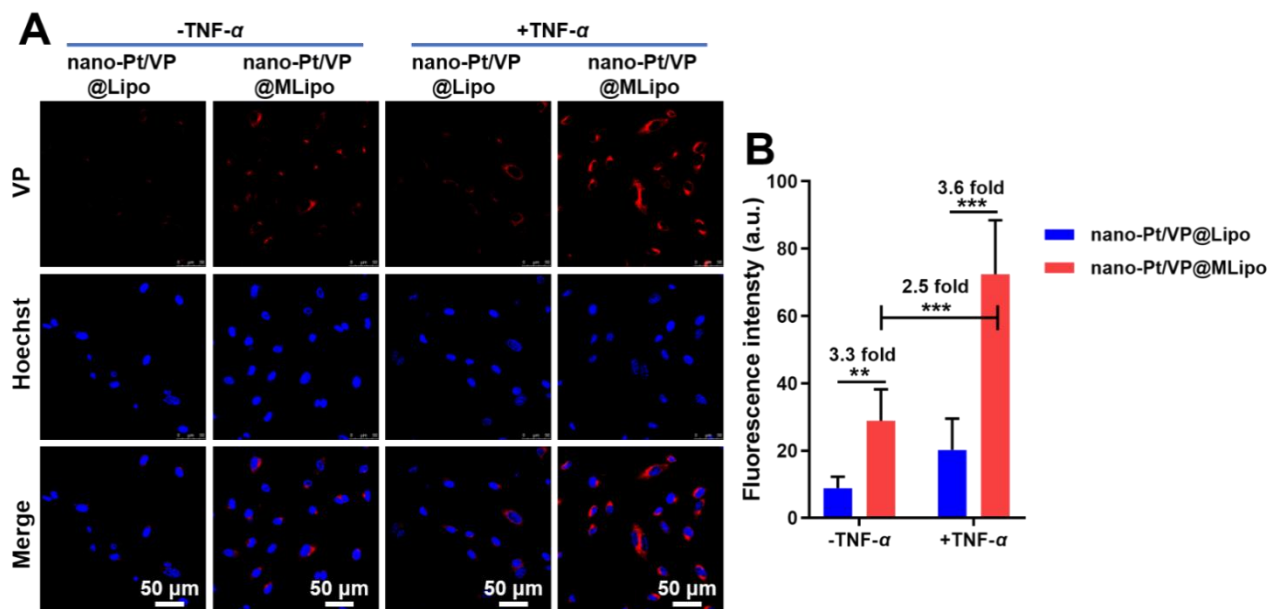 A
-TNF-α
+TNF-α
nano-Pt/VP
@Lipo
nano-Pt/VP
@MLipo
nano-Pt/VP
@Lipo
nano-Pt/VP
@MLipo
VP
Hoechst
Merge
50 μm
50 μm
50 μm
50 μm
B
Fluorescence intensty (a.u.)
100
80
60
40
20
0
3.3 fold
**
2.5 fold
***
3.6 fold
***
-TNF-α
+TNF-α
nano-Pt/VP@Lipo
nano-Pt/VP@MLipo